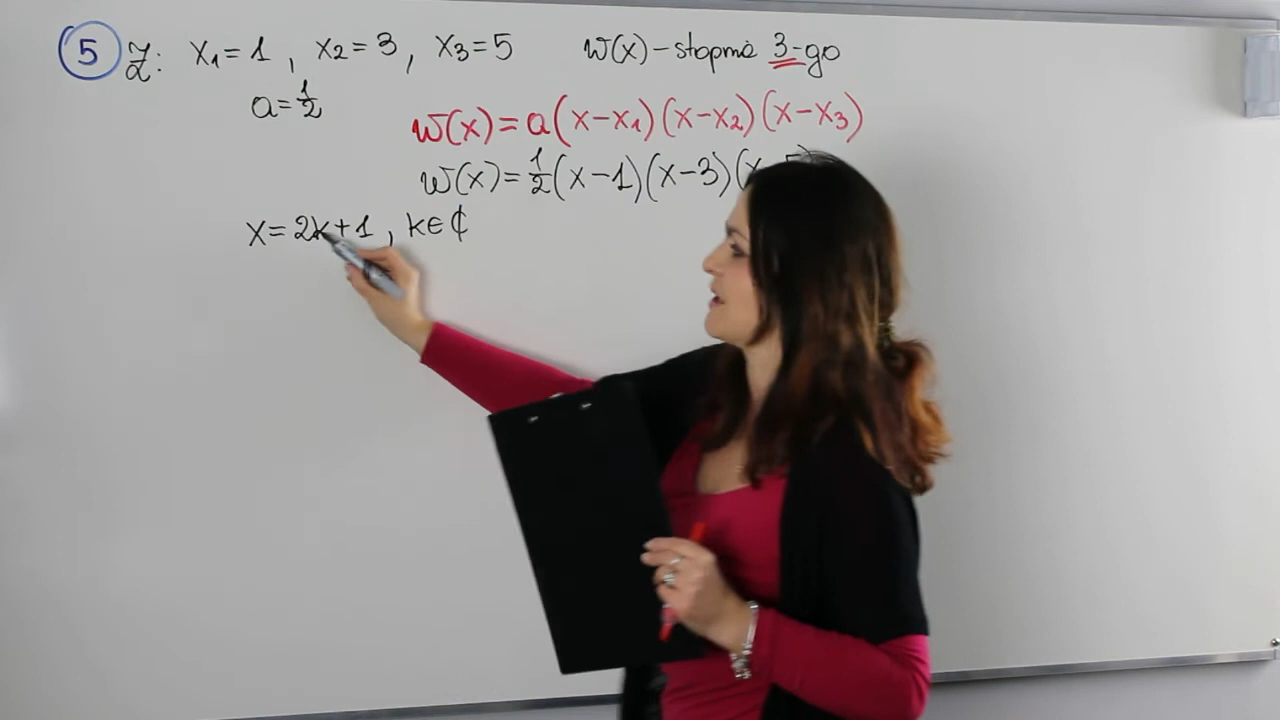 5 Z: x₁=1, x₂=3, x₃=5 W(x)-stopnia 3-go
a=1/2
W(x)=a(x-x₁)(x-x₂)(x-x₃)
W(x)=1/2(x-1)(x-3)(x-5)
x=2k+1, k∈ℂ